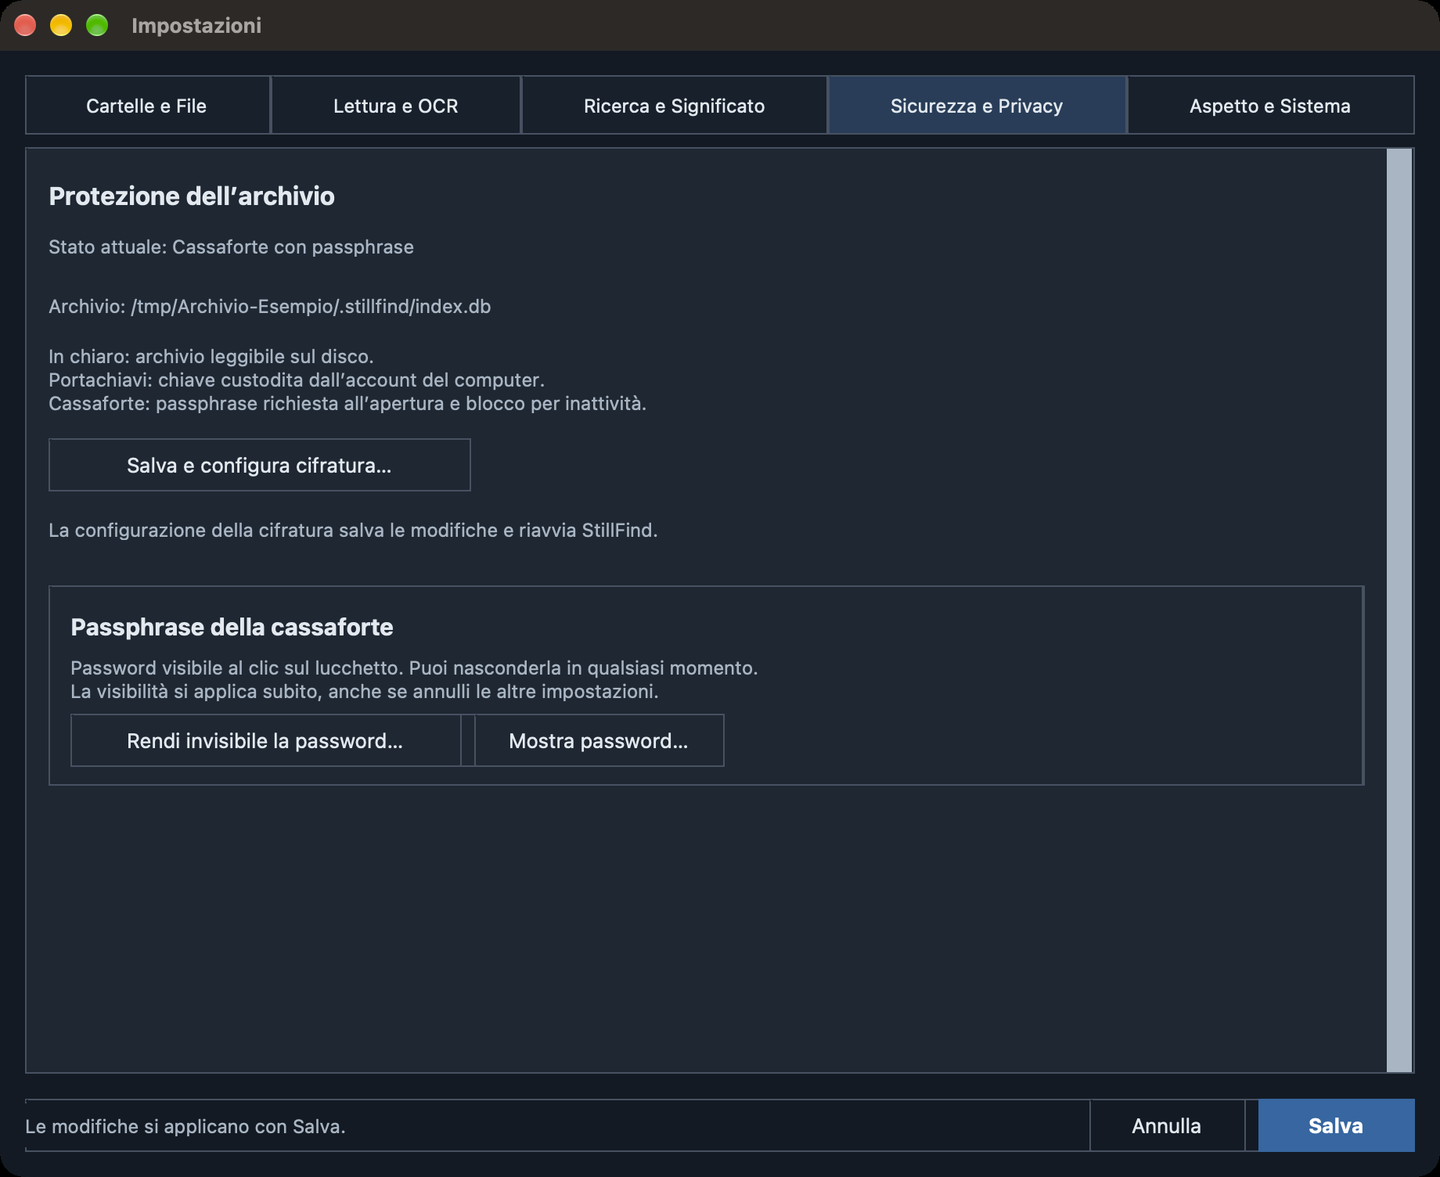 Impostazioni
Cartelle e File
Lettura e OCR
Ricerca e Significato
Sicurezza e Privacy
Aspetto e Sistema
Protezione dell’archivio
Stato attuale: Cassaforte con passphrase
Archivio: /tmp/Archivio-Esempio/.stillfind/index.db
In chiaro: archivio leggibile sul disco.
Portachiavi: chiave custodita dall’account del computer.
Cassaforte: passphrase richiesta all’apertura e blocco per inattività.
Salva e configura cifratura...
La configurazione della cifratura salva le modifiche e riavvia StillFind.
Passphrase della cassaforte
Password visibile al clic sul lucchetto. Puoi nasconderla in qualsiasi momento.
La visibilità si applica subito, anche se annulli le altre impostazioni.
Rendi invisibile la password...
Mostra password...
Le modifiche si applicano con Salva.
Annulla
Salva